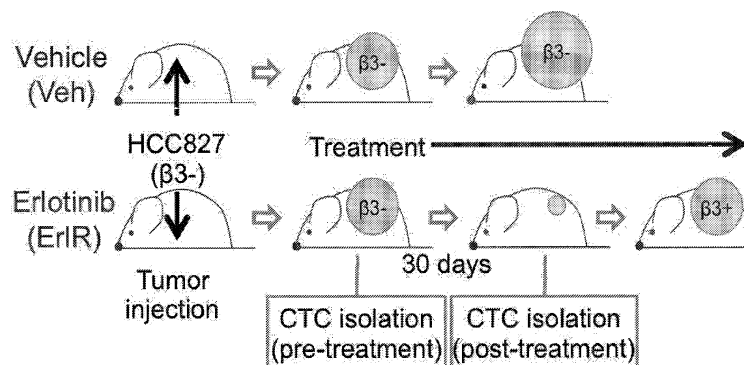 Vehicle
(Veh)
β3-
β3-
HCC827
(β3-)
Treatment
Erlotinib
(ErlR)
β3-
β3+
30 days
Tumor
injection
CTC isolation
(pre-treatment)
CTC isolation
(post-treatment)